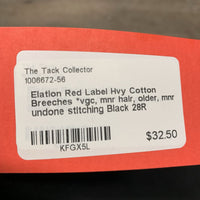 The Tack Collector
1006672-56
Elation Red Label Hvy Cotton
Breeches *vgc, mnr hair, older, mnr
undone stitching Black 28R
$32.50
KFGX5L